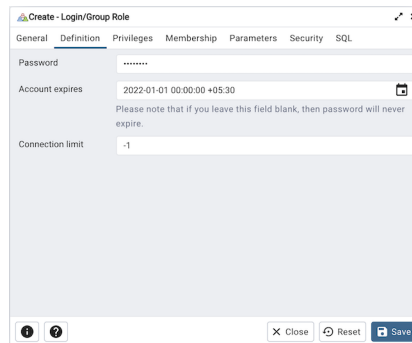 Create - Login/Group Role
General Definition Privileges Membership Parameters Security SQL
Password ••••••••
Account expires 2022-01-01 00:00:00 +05:30
Please note that if you leave this field blank, then password will never
expire.
Connection limit -1
Close Reset Save